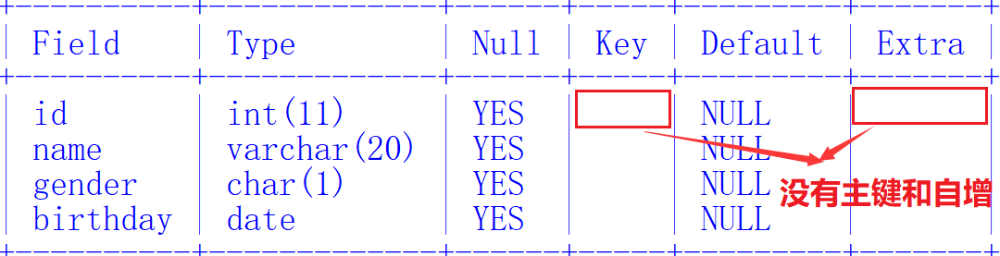 Field Type Null Key Default Extra
id int(11) YES NULL
name varchar(20) YES NULL
gender char(1) YES NULL
birthday date YES NULL
没有主键和自增